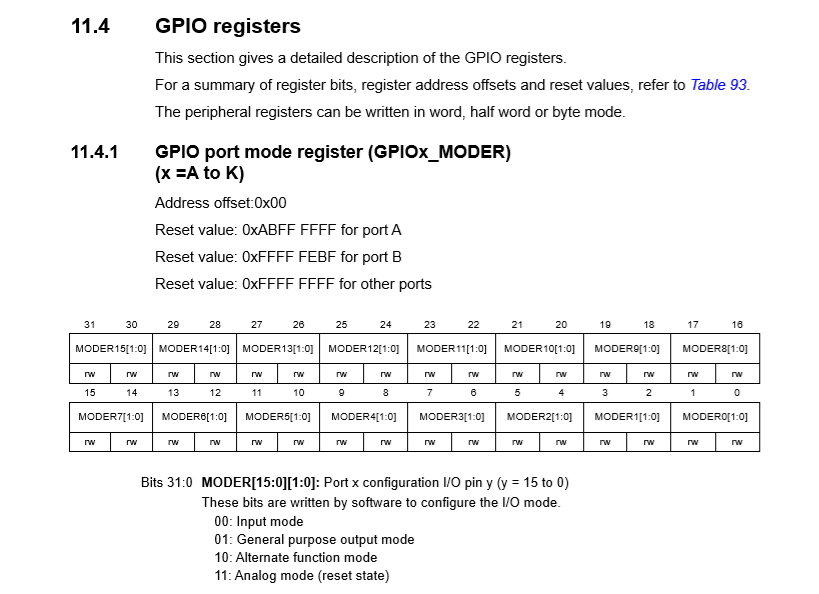 11.4 GPIO registers
This section gives a detailed description of the GPIO registers.
For a summary of register bits, register address offsets and reset values, refer to Table 93.
The peripheral registers can be written in word, half word or byte mode.
11.4.1 GPIO port mode register (GPIOx_MODER)
(x =A to K)
Address offset:0x00
Reset value: 0xABFF FFFF for port A
Reset value: 0xFFFF FEBF for port B
Reset value: 0xFFFF FFFF for other ports
31 30 29 28 27 26 25 24 23 22 21 20 19 18 17 16
MODER15[1:0] MODER14[1:0] MODER13[1:0] MODER12[1:0] MODER11[1:0] MODER10[1:0] MODER9[1:0] MODER8[1:0]
rw rw rw rw rw rw rw rw rw rw rw rw rw rw rw rw
15 14 13 12 11 10 9 8 7 6 5 4 3 2 1 0
MODER7[1:0] MODER6[1:0] MODER5[1:0] MODER4[1:0] MODER3[1:0] MODER2[1:0] MODER1[1:0] MODER0[1:0]
rw rw rw rw rw rw rw rw rw rw rw rw rw rw rw rw
Bits 31:0 MODER[15:0][1:0]: Port x configuration I/O pin y (y = 15 to 0)
These bits are written by software to configure the I/O mode.
00: Input mode
01: General purpose output mode
10: Alternate function mode
11: Analog mode (reset state)